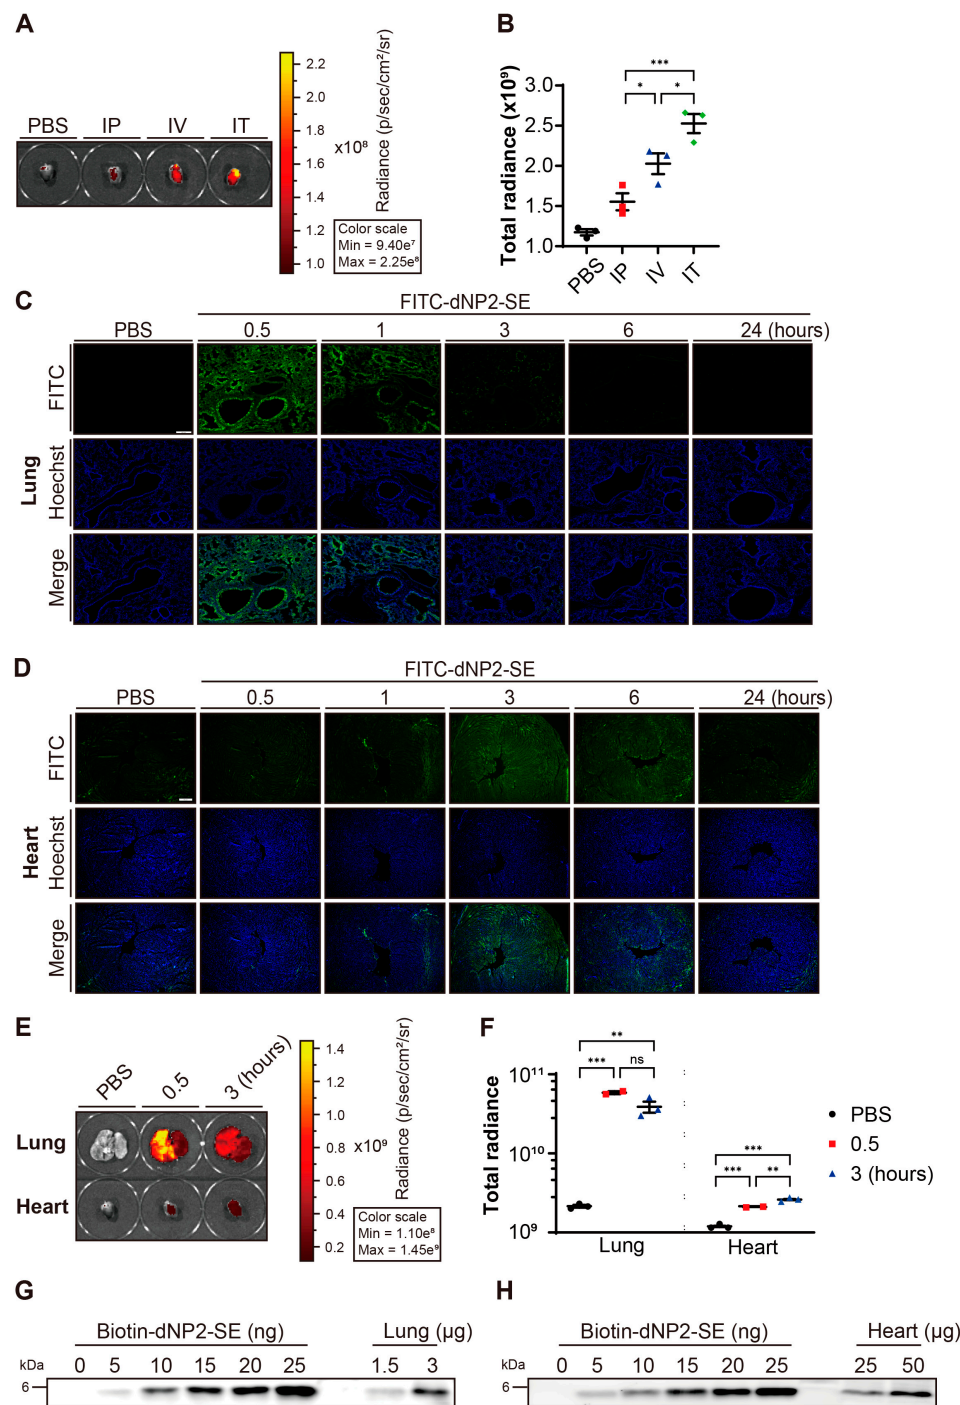 A
PBS IP IV IT
2.2
2.0
1.8
1.6
1.4
1.2
1.0
x10⁸
Radiance (p/sec/cm²/sr)
Color scale
Min = 9.40e⁷
Max = 2.25e⁸
B
Total radiance (x10⁹)
3.0
2.5
2.0
1.5
1.0
***
* *
PBS IP IV IT
C
FITC-dNP2-SE
PBS 0.5 1 3 6 24 (hours)
Lung
FITC
Hoechst
Merge
D
FITC-dNP2-SE
PBS 0.5 1 3 6 24 (hours)
Heart
FITC
Hoechst
Merge
E
PBS 0.5 3 (hours)
Lung
Heart
1.4
1.2
1.0
0.8
0.6
0.4
0.2
x10⁹
Radiance (p/sec/cm²/sr)
Color scale
Min = 1.10e⁸
Max = 1.45e⁹
F
Total radiance
10¹¹
10¹⁰
10⁹
**
*** ns
***
*** **
Lung Heart
PBS
0.5
3 (hours)
G
Biotin-dNP2-SE (ng) Lung (µg)
kDa 0 5 10 15 20 25 1.5 3
6
H
Biotin-dNP2-SE (ng) Heart (µg)
kDa 0 5 10 15 20 25 25 50
6